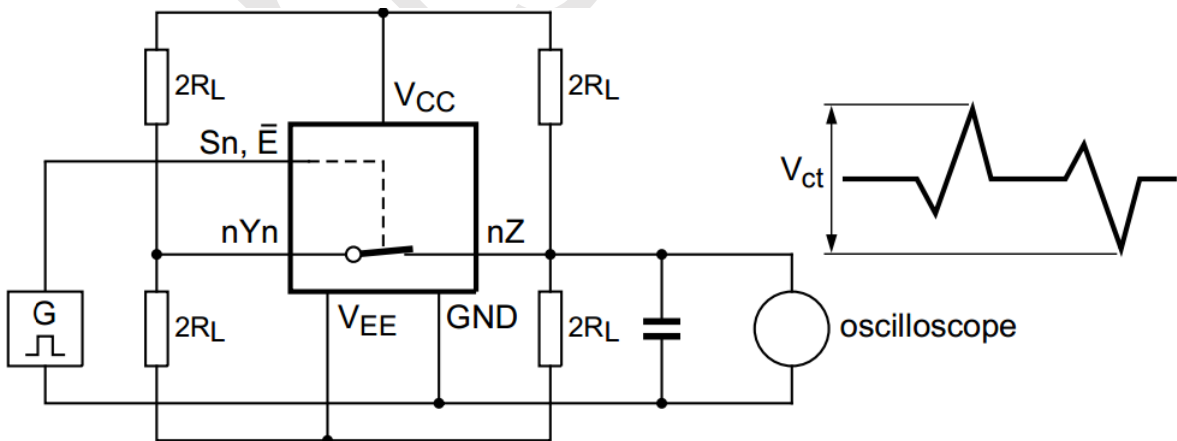 2RL
VCC
2RL
Sn, E̅
nYn
nZ
Vct
G
2RL
VEE
GND
2RL
oscilloscope